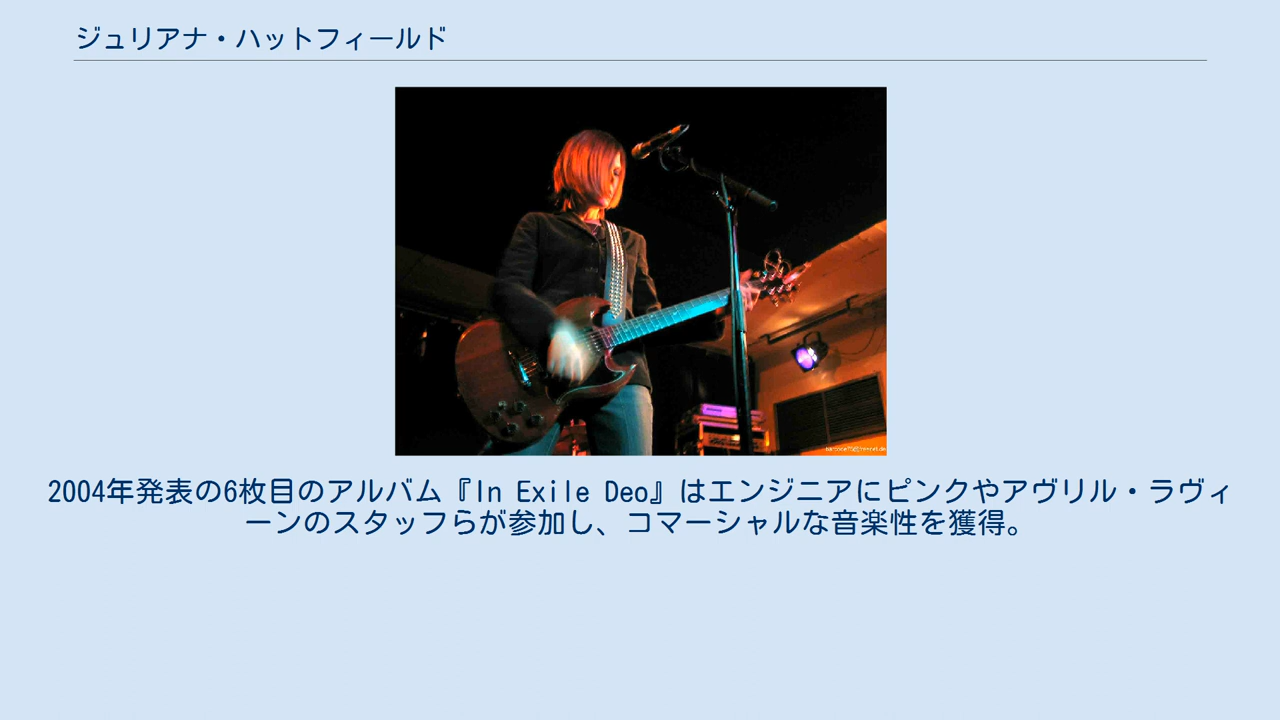 ジュリアナ・ハットフィールド
2004年発表の6枚目のアルバム『In Exile Deo』はエンジニアにピンクやアヴリル・ラヴィ
ーンのスタッフらが参加し、コマーシャルな音楽性を獲得。